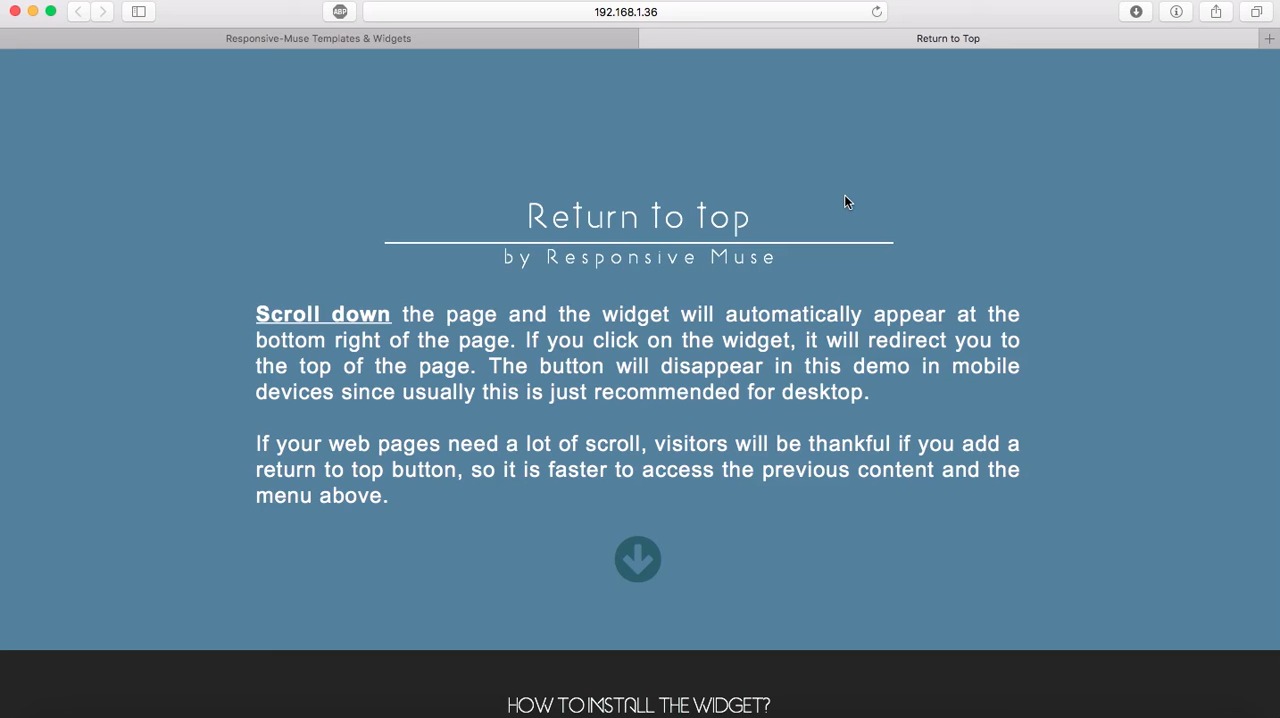 ABP
192.168.1.36
Responsive-Muse Templates & Widgets
Return to Top
Return to top
by Responsive Muse
Scroll down the page and the widget will automatically appear at the
bottom right of the page. If you click on the widget, it will redirect you to
the top of the page. The button will disappear in this demo in mobile
devices since usually this is just recommended for desktop.
If your web pages need a lot of scroll, visitors will be thankful if you add a
return to top button, so it is faster to access the previous content and the
menu above.
HOW TO INSTALL THE WIDGET?